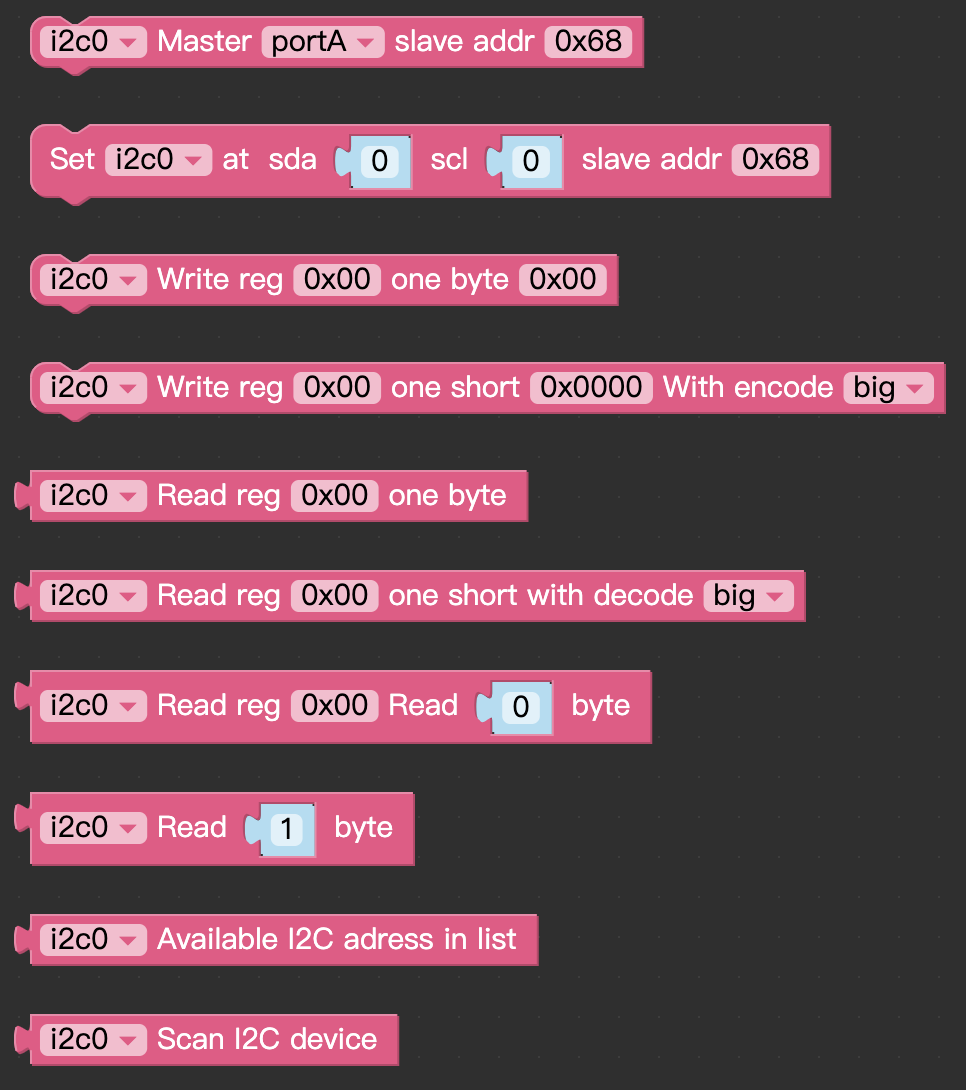 i2c0 Master portA slave addr 0x68
Set i2c0 at sda 0 scl 0 slave addr 0x68
i2c0 Write reg 0x00 one byte 0x00
i2c0 Write reg 0x00 one short 0x0000 With encode big
i2c0 Read reg 0x00 one byte
i2c0 Read reg 0x00 one short with decode big
i2c0 Read reg 0x00 Read 0 byte
i2c0 Read 1 byte
i2c0 Available I2C adress in list
i2c0 Scan I2C device